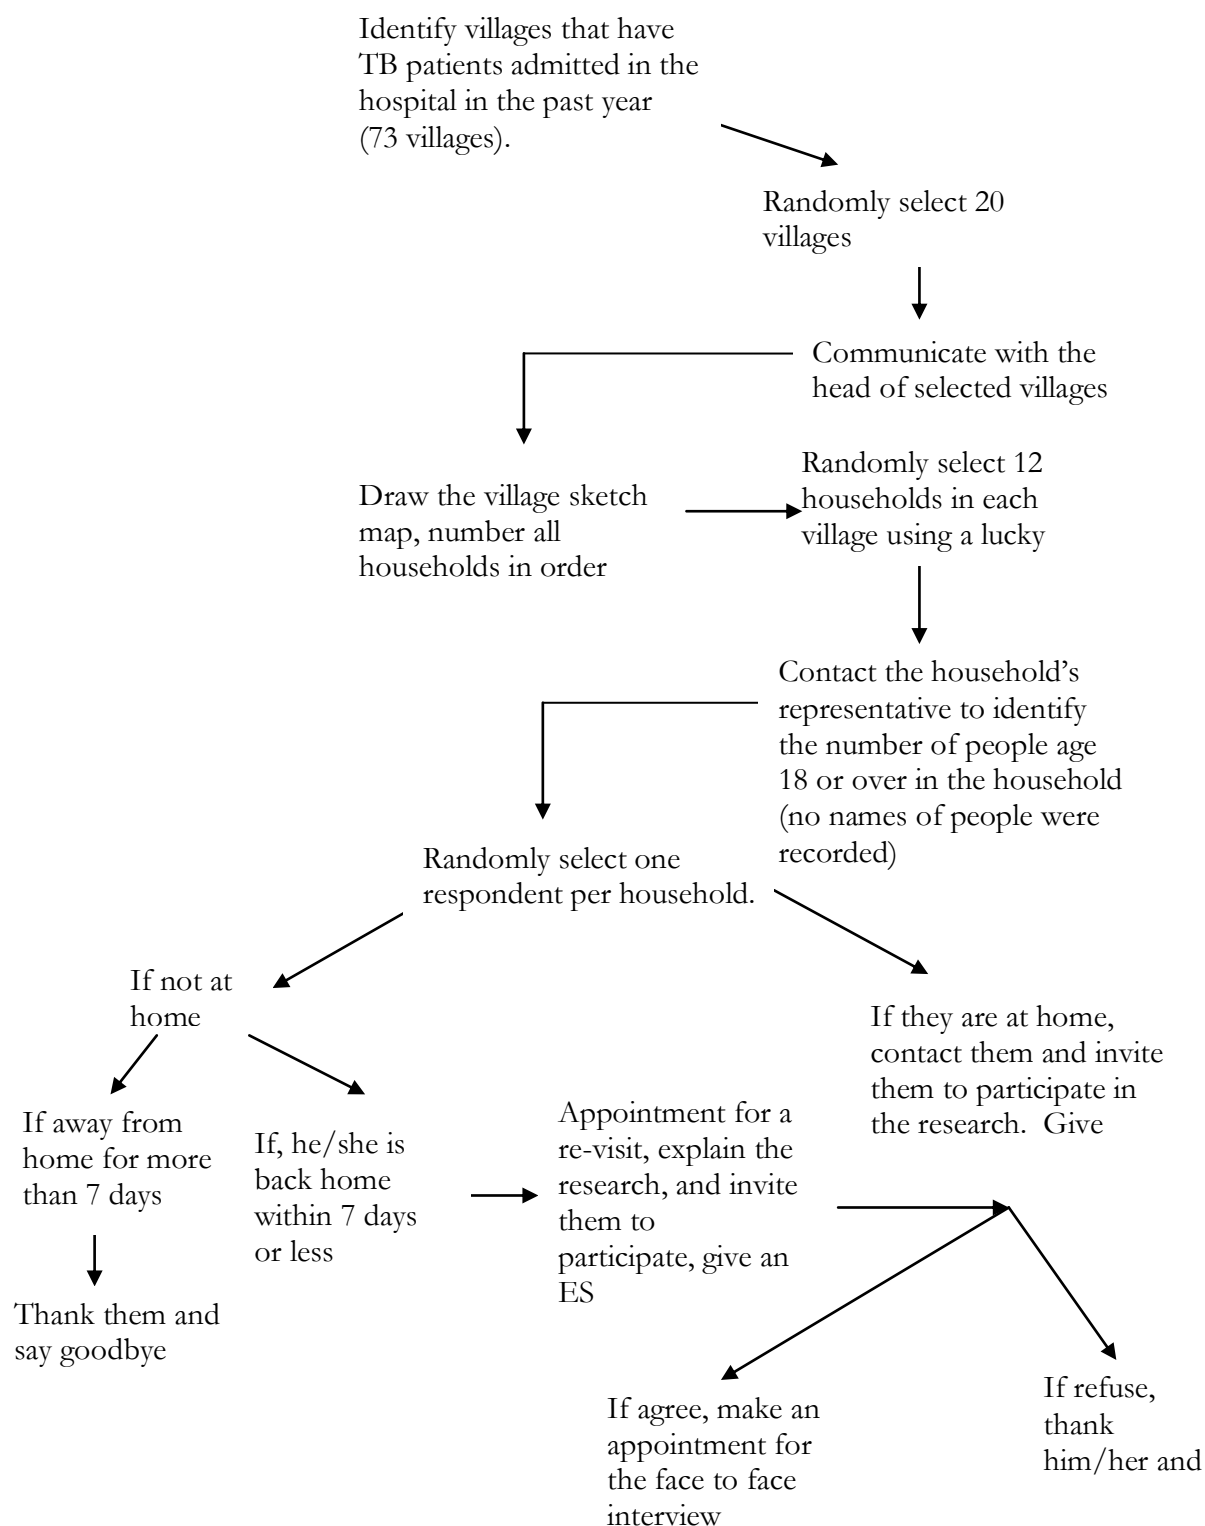 Identify villages that have
TB patients admitted in the
hospital in the past year
(73 villages).
Randomly select 20
villages
Communicate with the
head of selected villages
Draw the village sketch
map, number all
households in order
Randomly select 12
households in each
village using a lucky
Contact the household’s
representative to identify
the number of people age
18 or over in the household
(no names of people were
recorded)
Randomly select one
respondent per household.
If not at
home
If they are at home,
contact them and invite
them to participate in
the research.  Give
If away from
home for more
than 7 days
If, he/she is
back home
within 7 days
or less
Appointment for a
re-visit, explain the
research, and invite
them to
participate, give an
ES
Thank them and
say goodbye
If agree, make an
appointment for
the face to face
interview
If refuse,
thank
him/her and